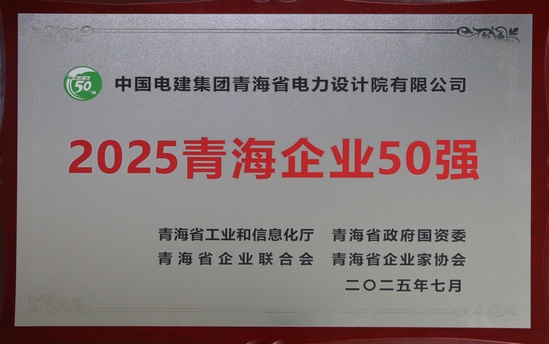 50
中国电建集团青海省电力设计院有限公司
2025青海企业50强
青海省工业和信息化厅 青海省政府国资委
青海省企业联合会 青海省企业家协会
二〇二五年七月